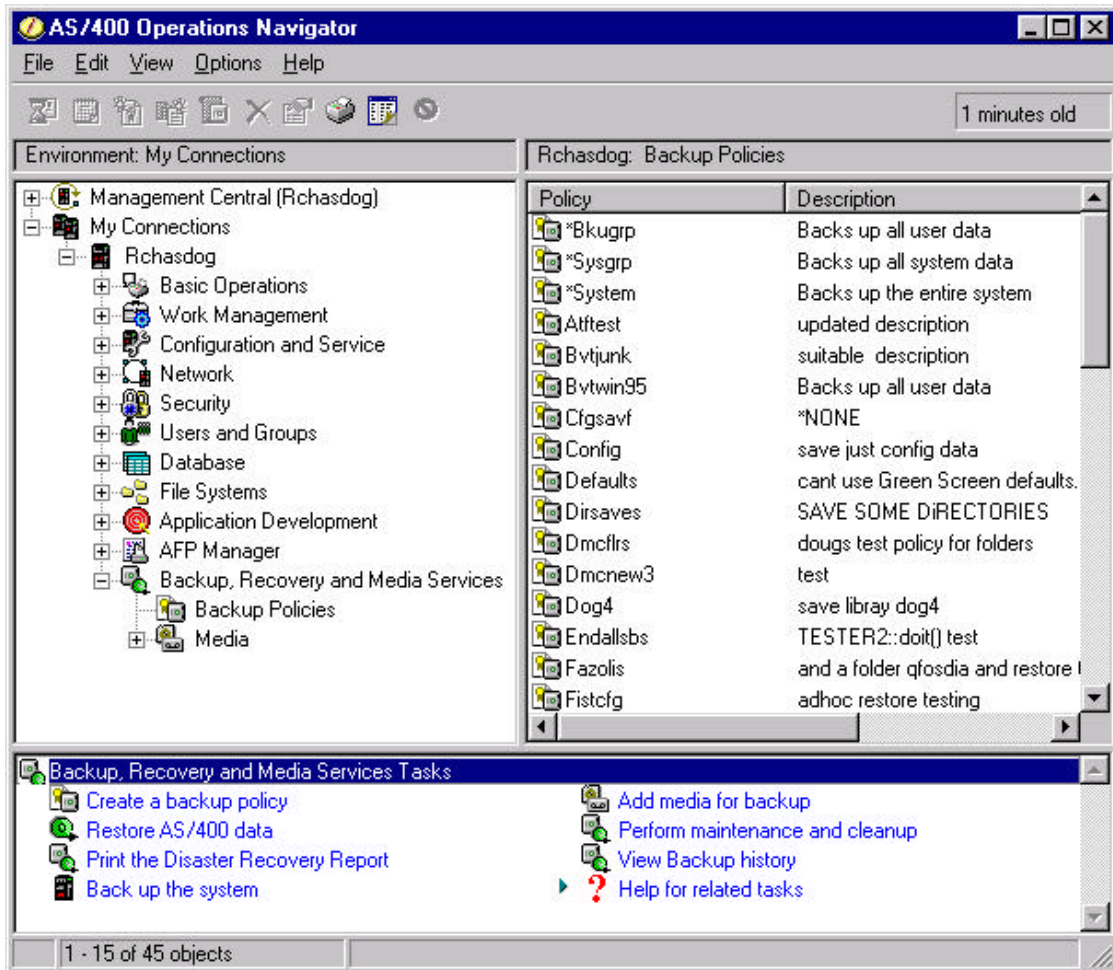 AS/400 Operations Navigator
File Edit View Options Help
1 minutes old
Environment: My Connections
Rchasdog: Backup Policies
Management Central (Rchasdog)
My Connections
Rchasdog
Basic Operations
Work Management
Configuration and Service
Network
Security
Users and Groups
Database
File Systems
Application Development
AFP Manager
Backup, Recovery and Media Services
Backup Policies
Media
Policy Description
*Bkugrp Backs up all user data
*Sysgrp Backs up all system data
*System Backs up the entire system
Atftest updated description
Bvtjunk suitable description
Bvtwin95 Backs up all user data
Cfgsavf *NONE
Config save just config data
Defaults cant use Green Screen defaults.
Dirsaves SAVE SOME DiRECTORIES
Dmcflrs dougs test policy for folders
Dmcnew3 test
Dog4 save libray dog4
Endallsbs TESTER2::doit() test
Fazolis and a folder qfosdia and restore
Fistcfg adhoc restore testing
Backup, Recovery and Media Services Tasks
Create a backup policy
Restore AS/400 data
Print the Disaster Recovery Report
Back up the system
Add media for backup
Perform maintenance and cleanup
View Backup history
? Help for related tasks
1 - 15 of 45 objects